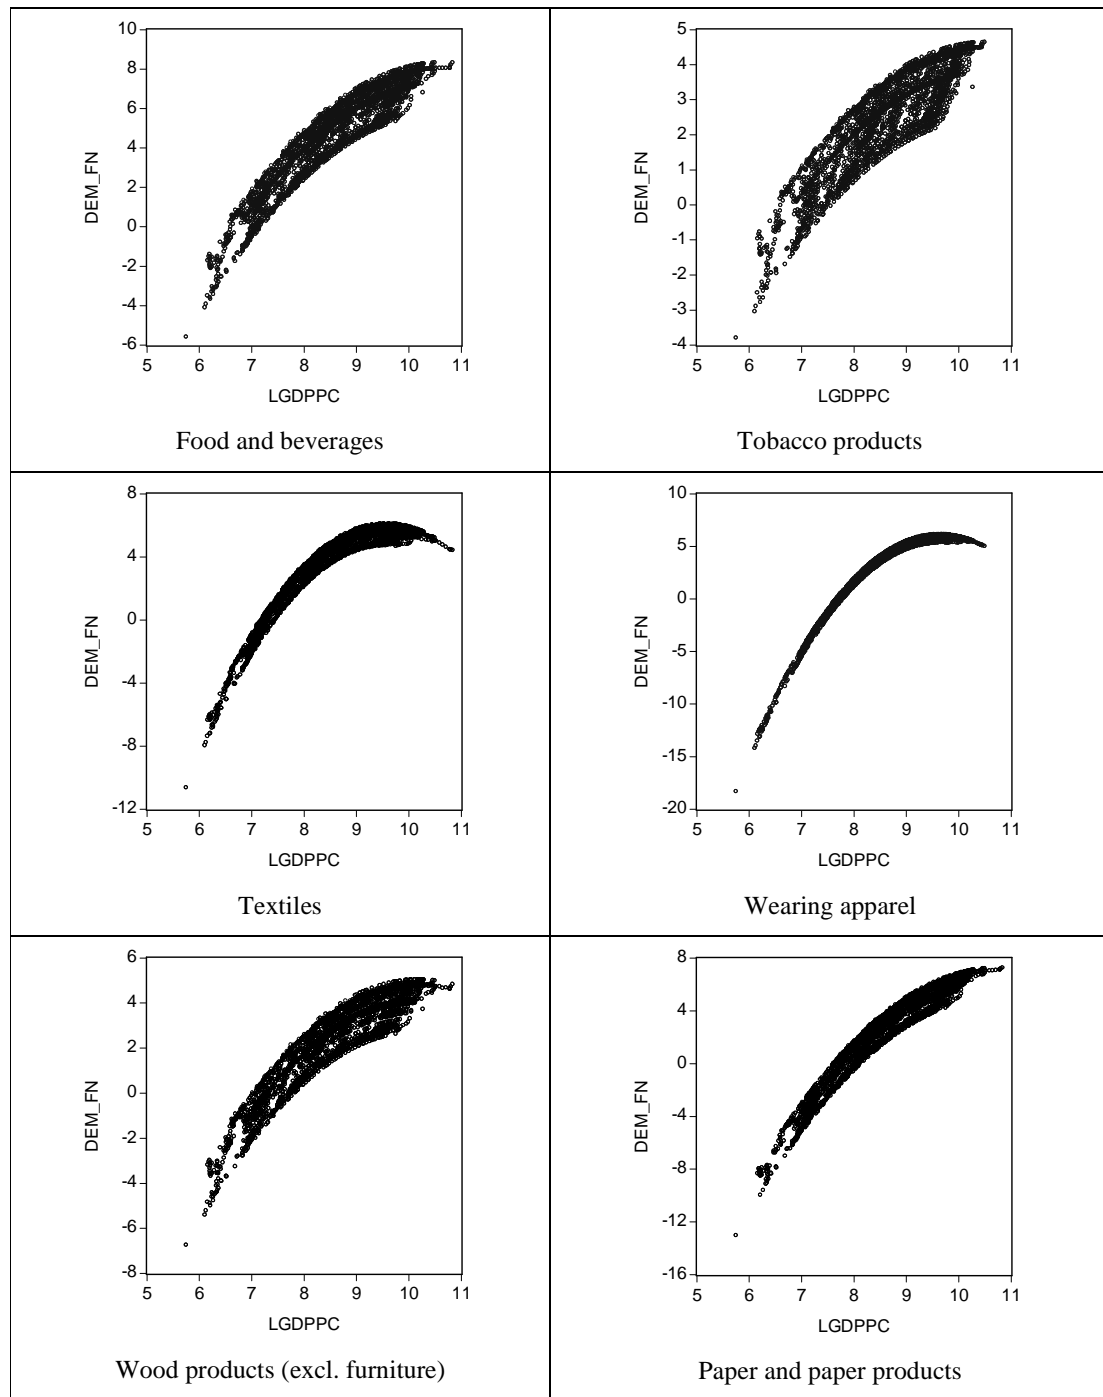 10
8
6
4
2
0
-2
-4
-6
5 6 7 8 9 10 11
DEM_FN
LGDPPC
Food and beverages
5
4
3
2
1
0
-1
-2
-3
-4
5 6 7 8 9 10 11
DEM_FN
LGDPPC
Tobacco products
8
4
0
-4
-8
-12
5 6 7 8 9 10 11
DEM_FN
LGDPPC
Textiles
10
5
0
-5
-10
-15
-20
5 6 7 8 9 10 11
DEM_FN
LGDPPC
Wearing apparel
6
4
2
0
-2
-4
-6
-8
5 6 7 8 9 10 11
DEM_FN
LGDPPC
Wood products (excl. furniture)
8
4
0
-4
-8
-12
-16
5 6 7 8 9 10 11
DEM_FN
LGDPPC
Paper and paper products